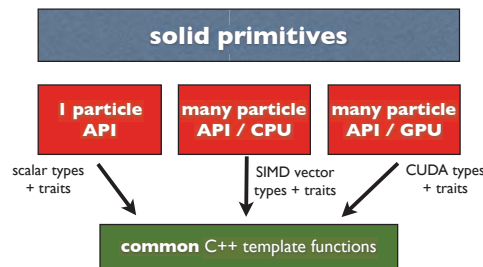 solid primitives
1 particle
API
many particle
API / CPU
many particle
API / GPU
scalar types
+ traits
SIMD vector
types + traits
CUDA types
+ traits
common C++ template functions